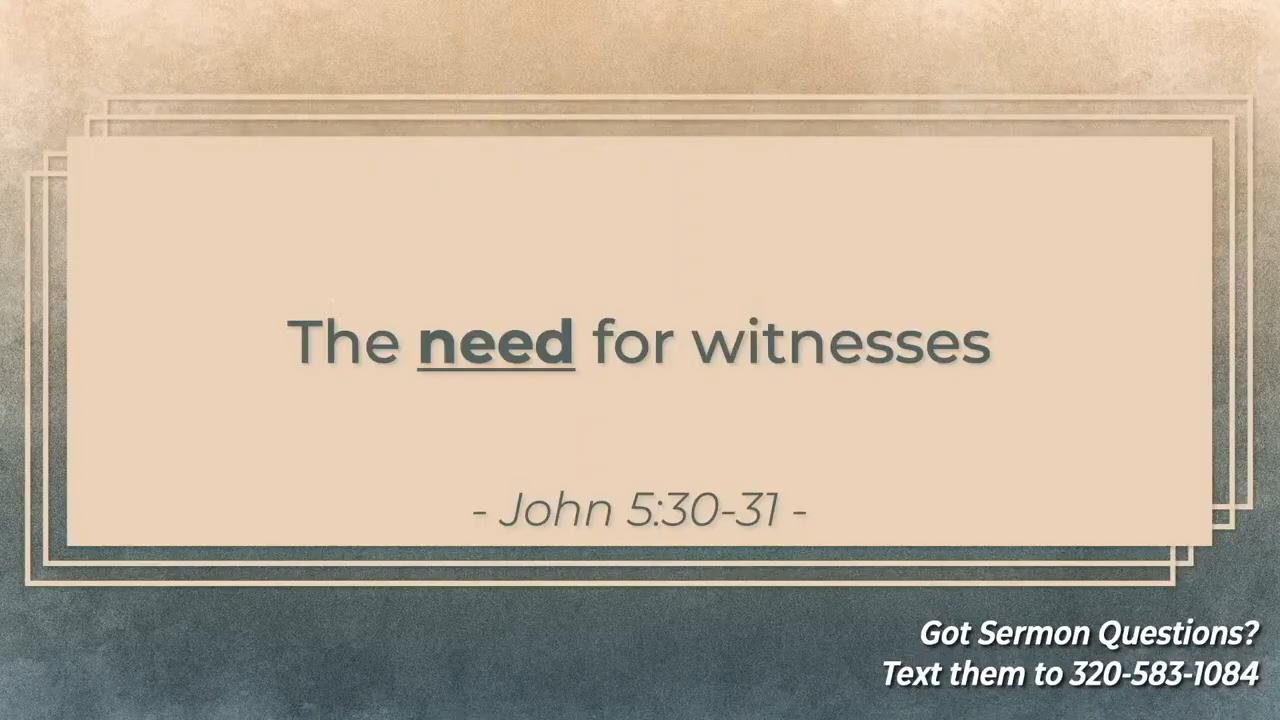 The need for witnesses
- John 5:30-31 -
Got Sermon Questions?
Text them to 320-583-1084